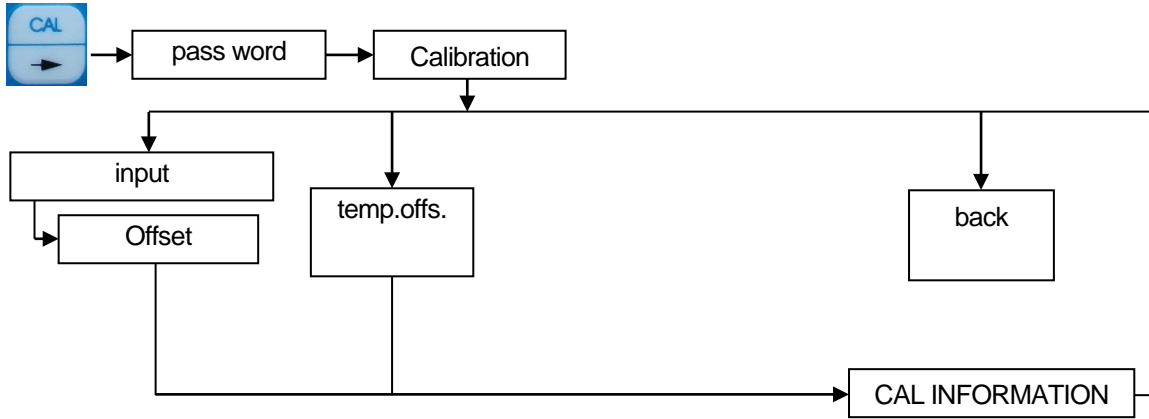 CAL
pass word
Calibration
input
Offset
temp.offs.
back
CAL INFORMATION